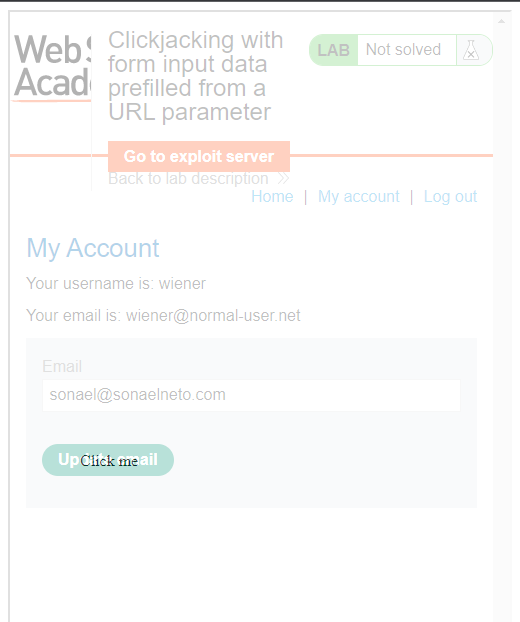 Web S
Acad
Clickjacking with
form input data
prefilled from a
URL parameter
LAB Not solved
Go to exploit server
Back to lab description
Home | My account | Log out
My Account
Your username is: wiener
Your email is: wiener@normal-user.net
Email
sonael@sonaelneto.com
Update email
Click me